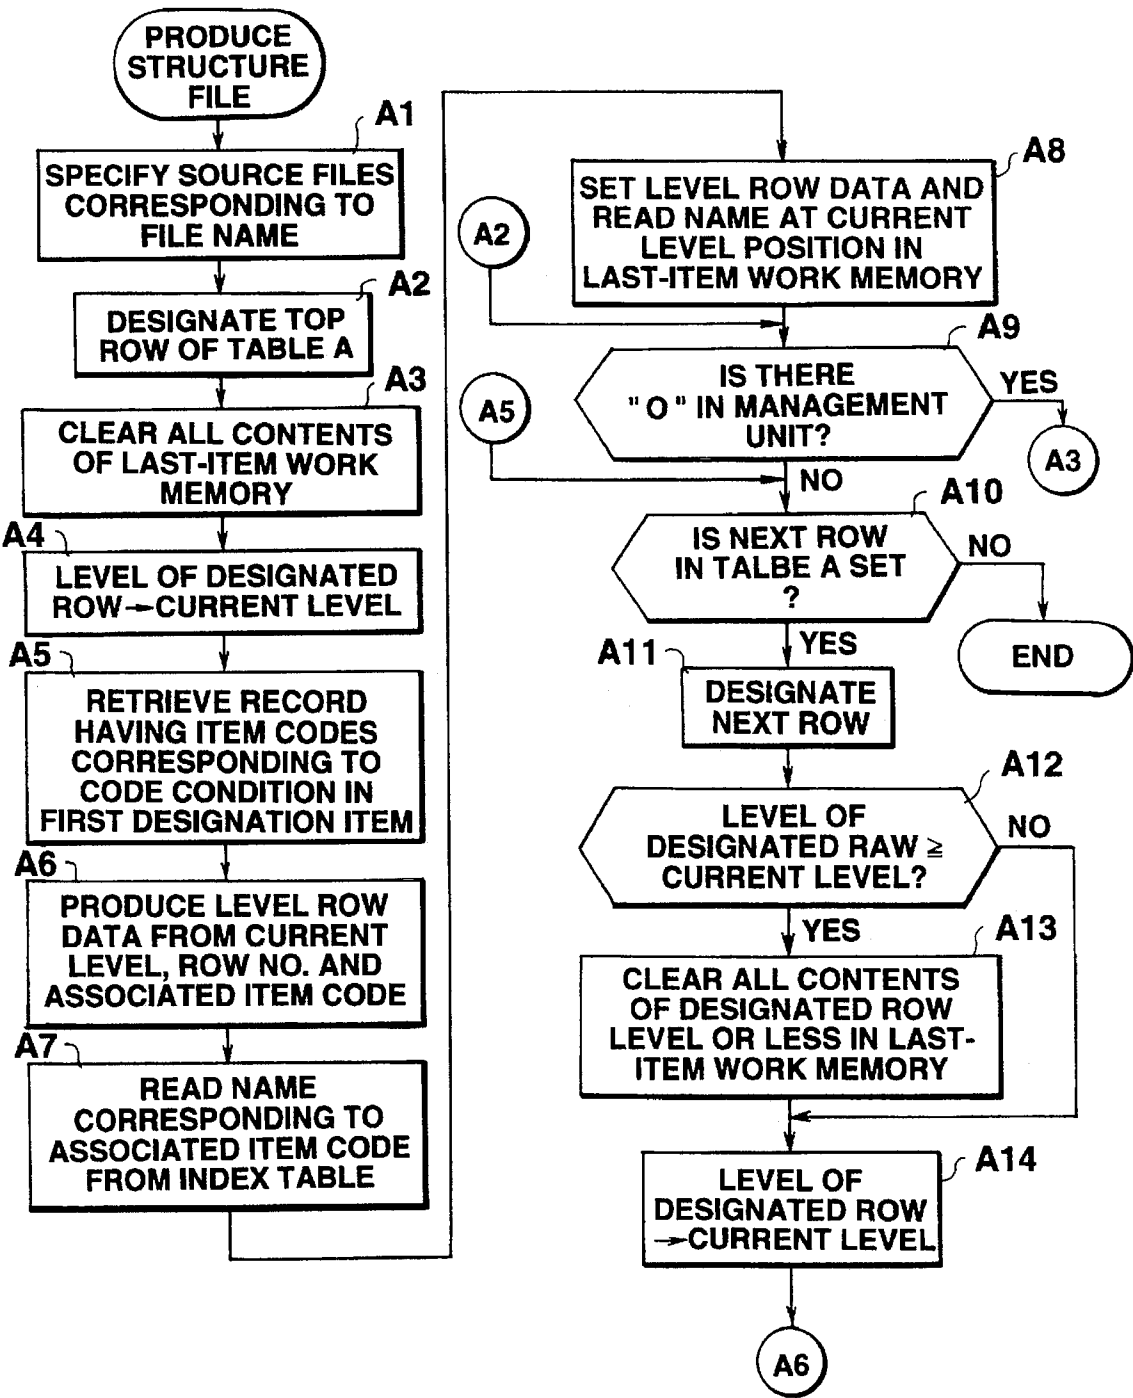 PRODUCE
STRUCTURE
FILE
A1
SPECIFY SOURCE FILES
CORRESPONDING TO
FILE NAME
A2
DESIGNATE TOP
ROW OF TABLE A
A3
CLEAR ALL CONTENTS
OF LAST-ITEM WORK
MEMORY
A4
LEVEL OF DESIGNATED
ROW→CURRENT LEVEL
A5
RETRIEVE RECORD
HAVING ITEM CODES
CORRESPONDING TO
CODE CONDITION IN
FIRST DESIGNATION ITEM
A6
PRODUCE LEVEL ROW
DATA FROM CURRENT
LEVEL, ROW NO. AND
ASSOCIATED ITEM CODE
A7
READ NAME
CORRESPONDING TO
ASSOCIATED ITEM CODE
FROM INDEX TABLE
A8
SET LEVEL ROW DATA AND
READ NAME AT CURRENT
LEVEL POSITION IN
LAST-ITEM WORK MEMORY
A2
A9
IS THERE
"O" IN MANAGEMENT
UNIT?
YES
A3
A5
NO
A10
IS NEXT ROW
IN TALBE A SET
?
NO
END
YES
A11
DESIGNATE
NEXT ROW
A12
LEVEL OF
DESIGNATED RAW ≧
CURRENT LEVEL?
NO
YES
A13
CLEAR ALL CONTENTS
OF DESIGNATED ROW
LEVEL OR LESS IN LAST-
ITEM WORK MEMORY
A14
LEVEL OF
DESIGNATED ROW
→CURRENT LEVEL
A6